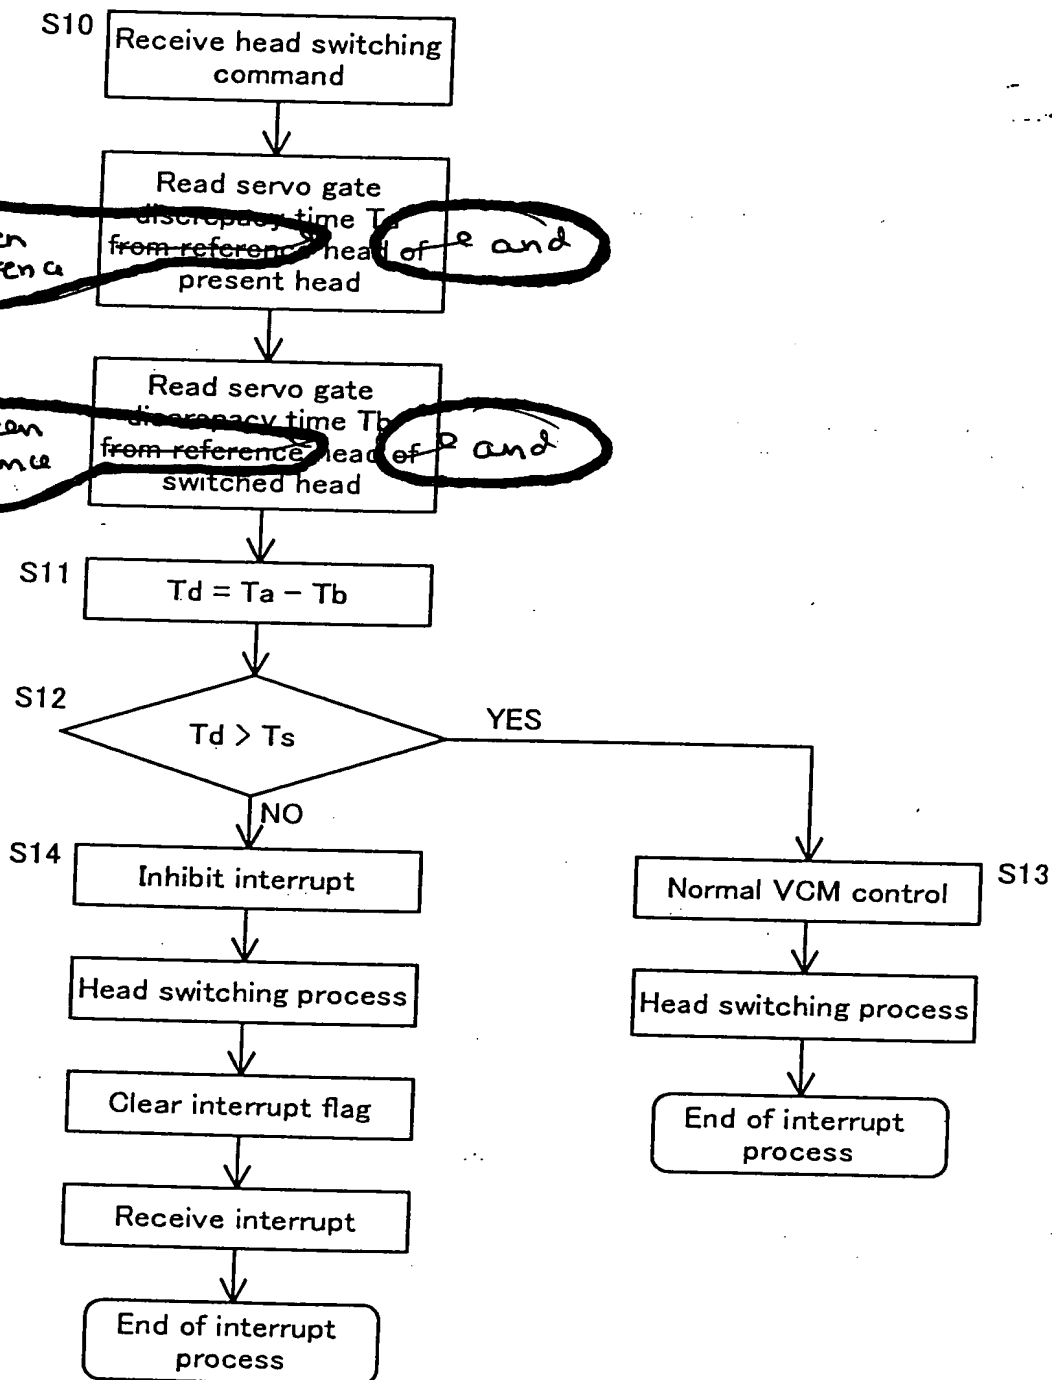 S10
Receive head switching
command
Read servo gate
discrepacy time Ta
from reference head of e and
present head
Read servo gate
discrepacy time Tb
from reference head of e and
switched head
S11
Td = Ta − Tb
S12
Td > Ts
YES
NO
S14
Inhibit interrupt
Normal VCM control
S13
Head switching process
Head switching process
Clear interrupt flag
End of interrupt
process
Receive interrupt
End of interrupt
process